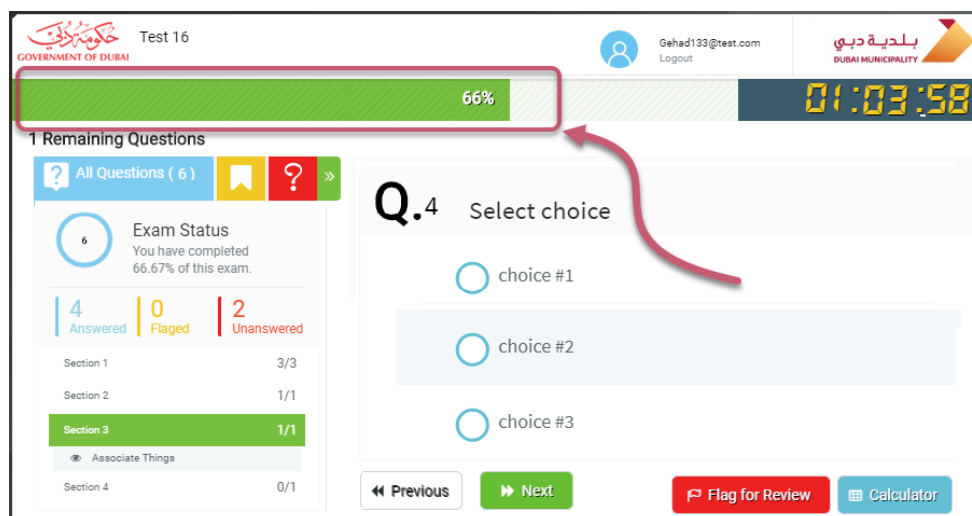 حكومة دبي
GOVERNMENT OF DUBAI
Test 16
Gehad133@test.com
Logout
بلدية دبي
DUBAI MUNICIPALITY
66%
01:03:58
1 Remaining Questions
All Questions ( 6 )
Exam Status
6
You have completed
66.67% of this exam.
4 0 2
Answered Flaged Unanswered
Section 1 3/3
Section 2 1/1
Section 3 1/1
Associate Things
Section 4 0/1
Q.4 Select choice
choice #1
choice #2
choice #3
Previous Next Flag for Review Calculator